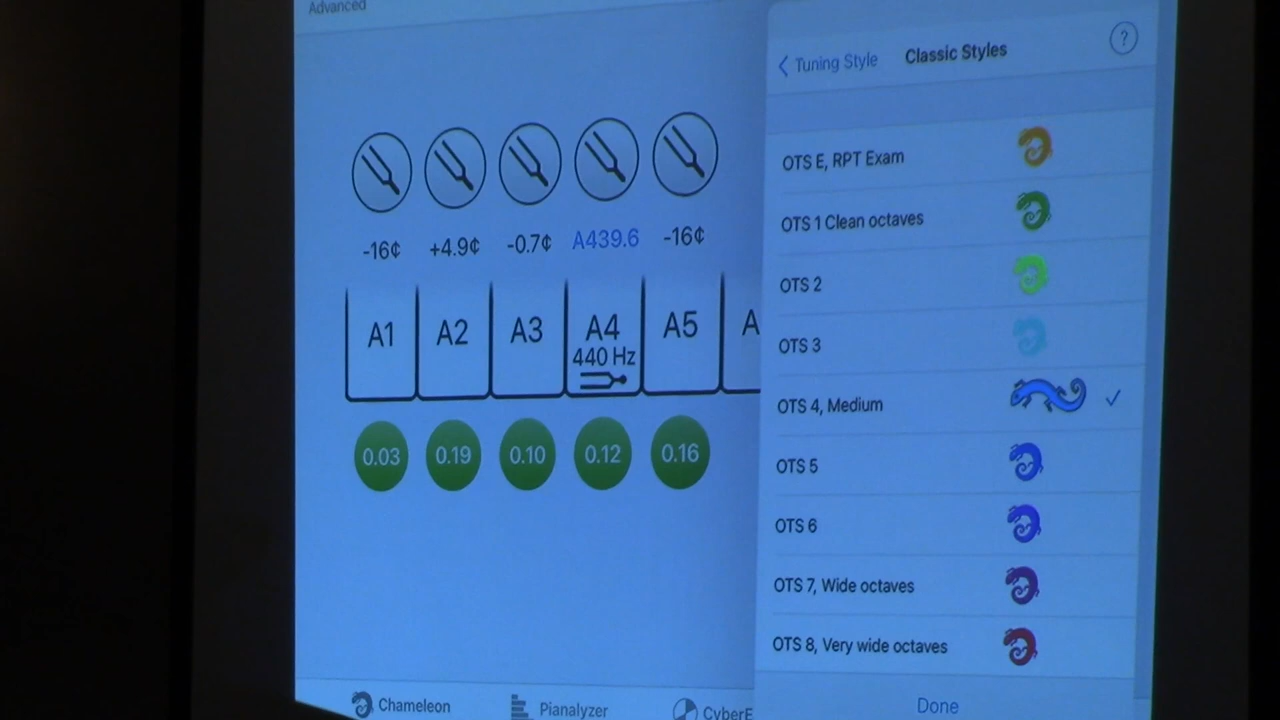 Advanced
-16¢ +4.9¢ -0.7¢ A439.6 -16¢
A1 A2 A3 A4 A5 A
440 Hz
0.03 0.19 0.10 0.12 0.16
Chameleon Pianalyzer CyberE
Tuning Style Classic Styles ?
OTS E, RPT Exam
OTS 1 Clean octaves
OTS 2
OTS 3
OTS 4, Medium
OTS 5
OTS 6
OTS 7, Wide octaves
OTS 8, Very wide octaves
Done